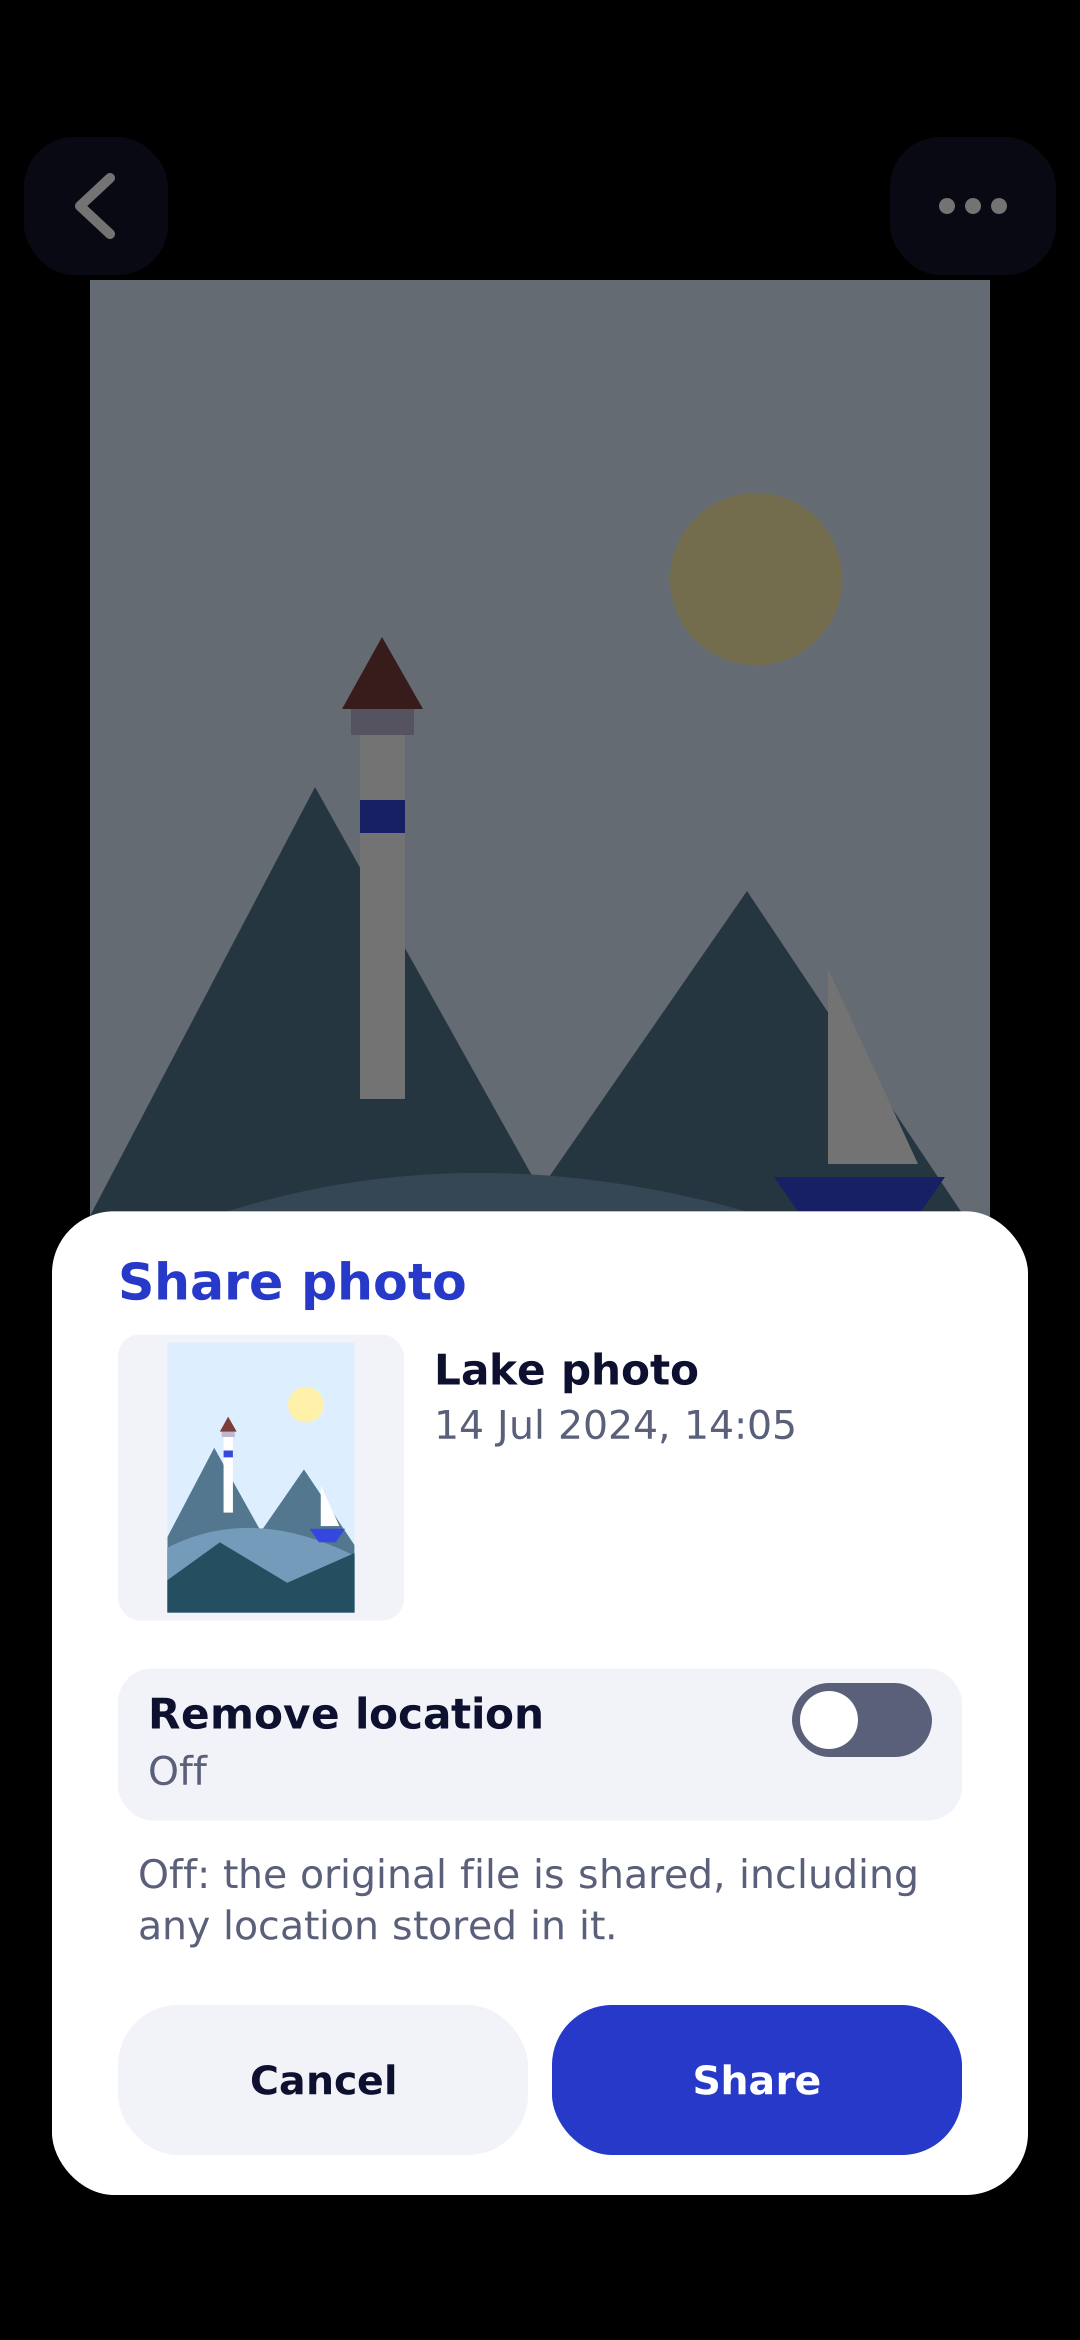 Share photo
Lake photo
14 Jul 2024, 14:05
Remove location
Off
Off: the original file is shared, including
any location stored in it.
Cancel
Share